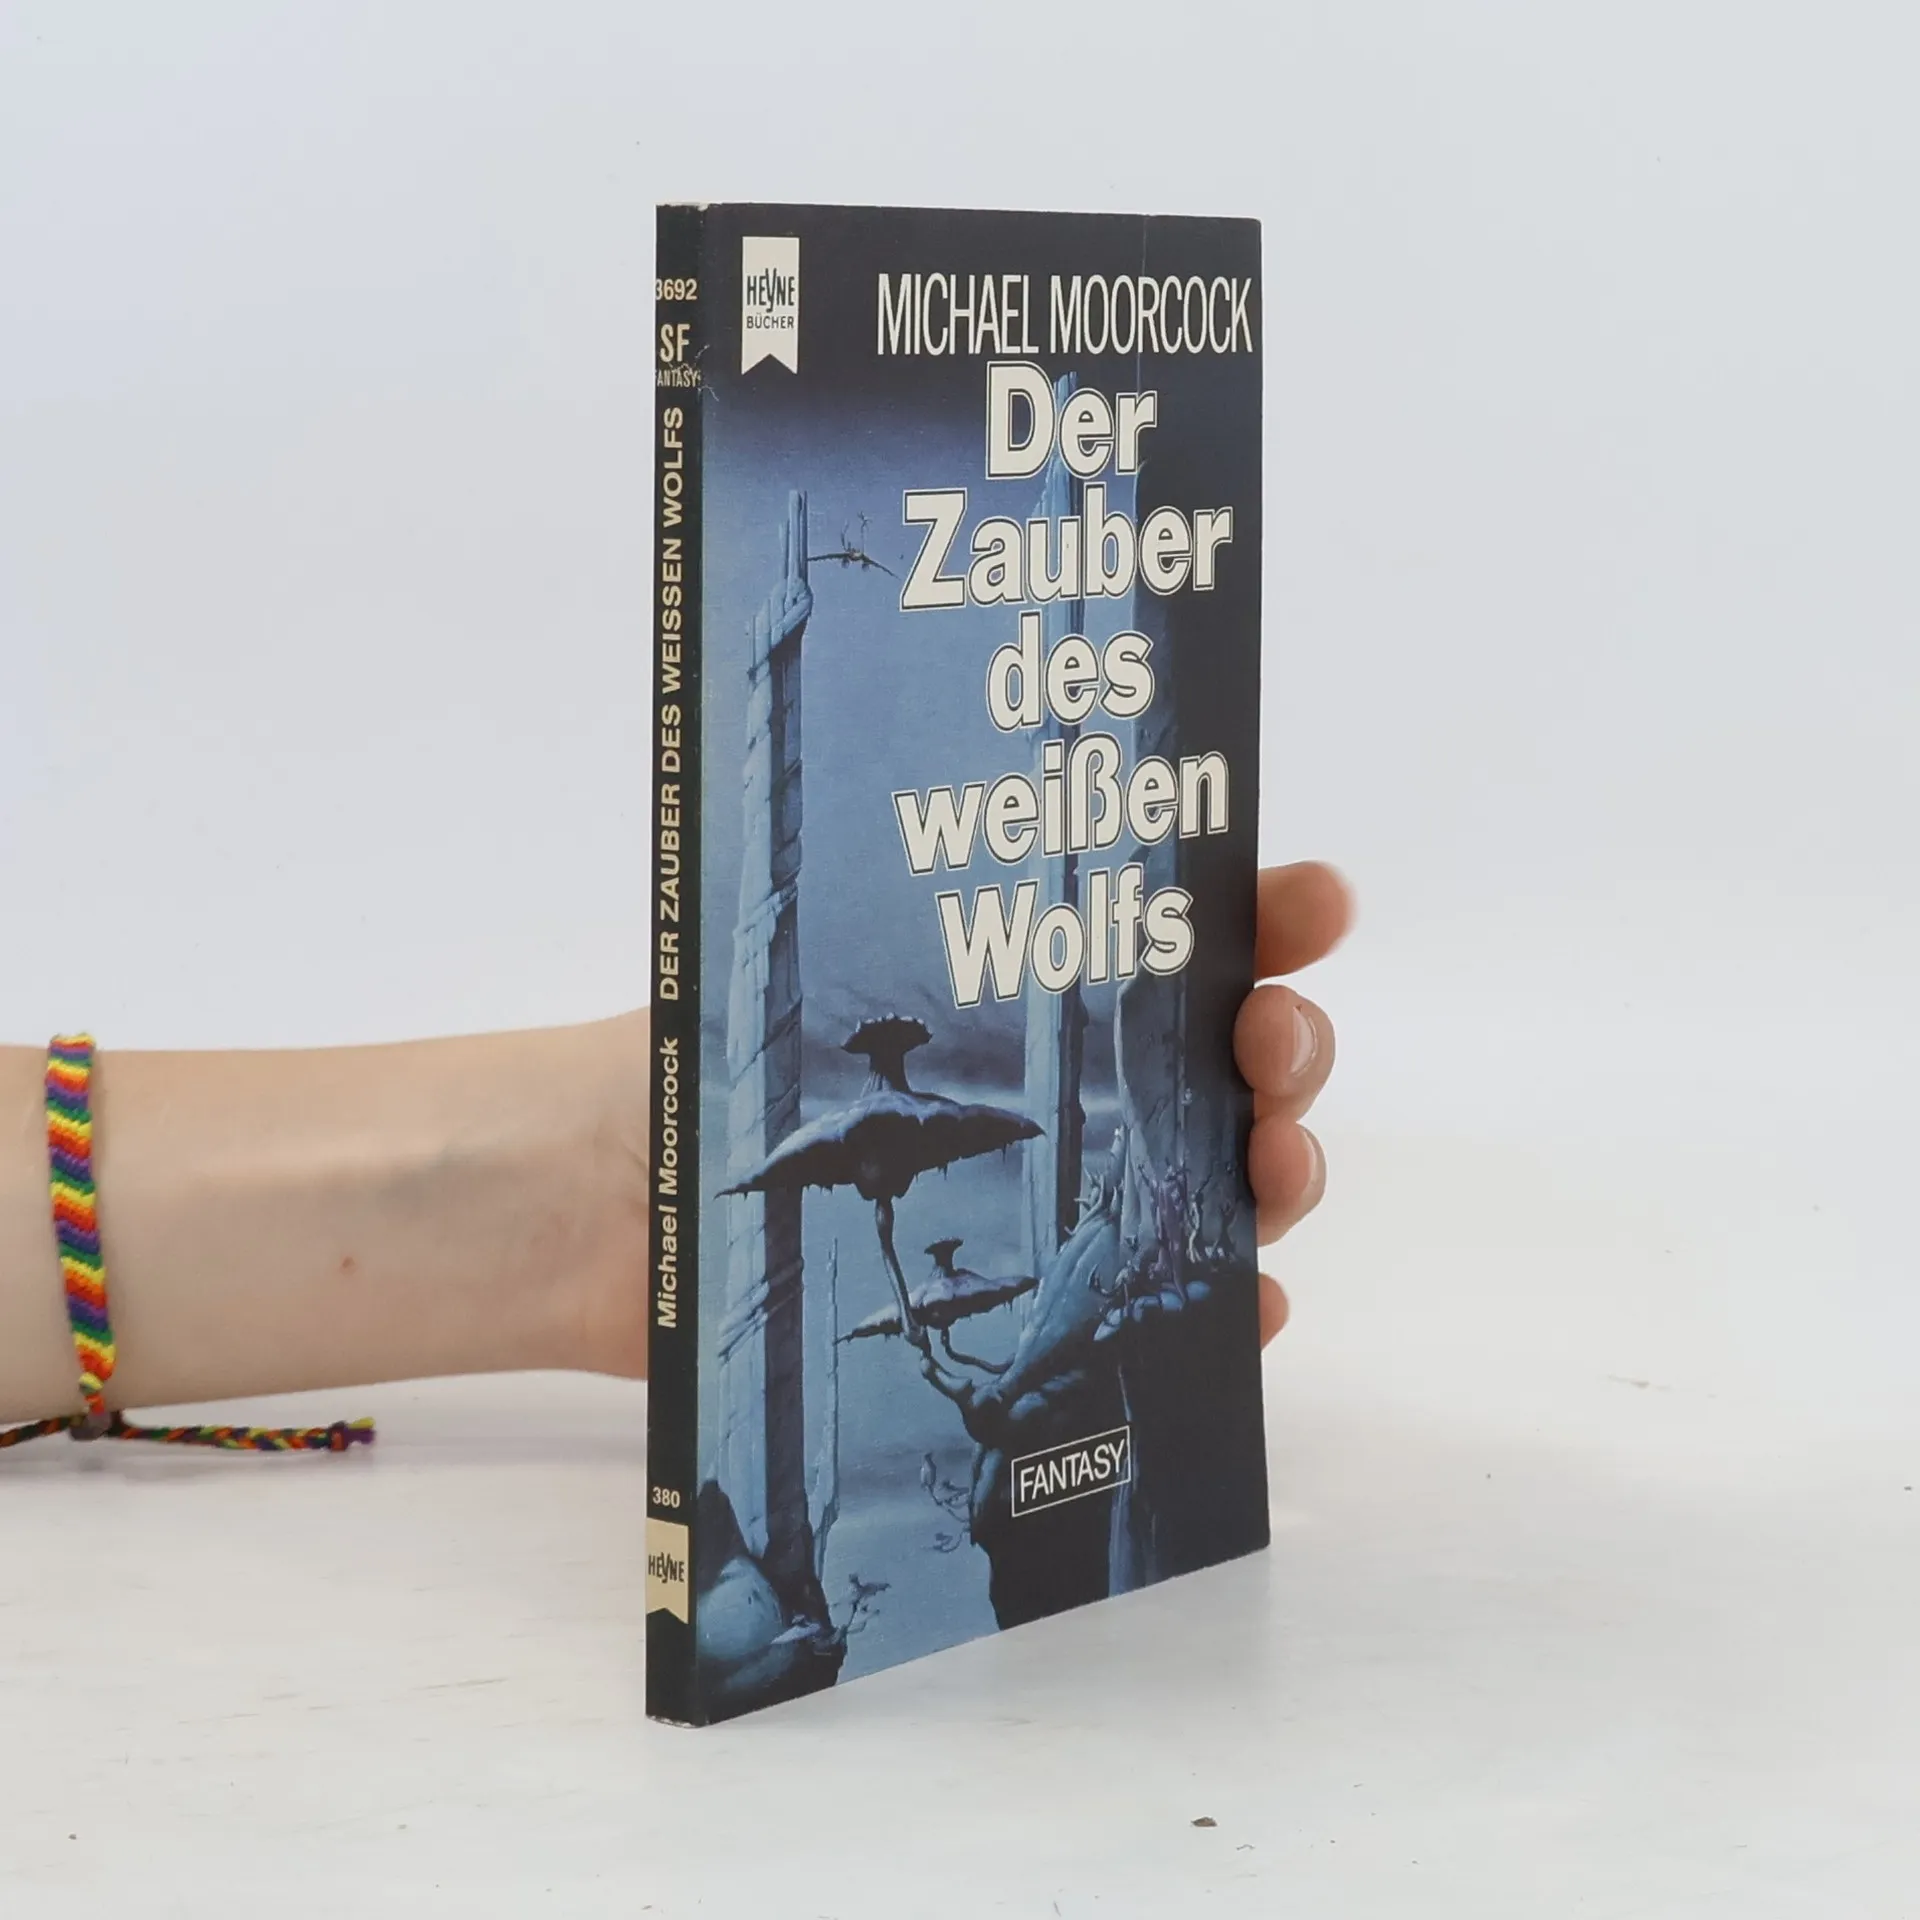 3692
SF
FANTASY
DER ZAUBER DES WEISSEN WOLFS
Michael Moorcock
380
HEYNE
HEYNE
BÜCHER
MICHAEL MOORCOCK
Der
Zauber
des
weißen
Wolfs
FANTASY